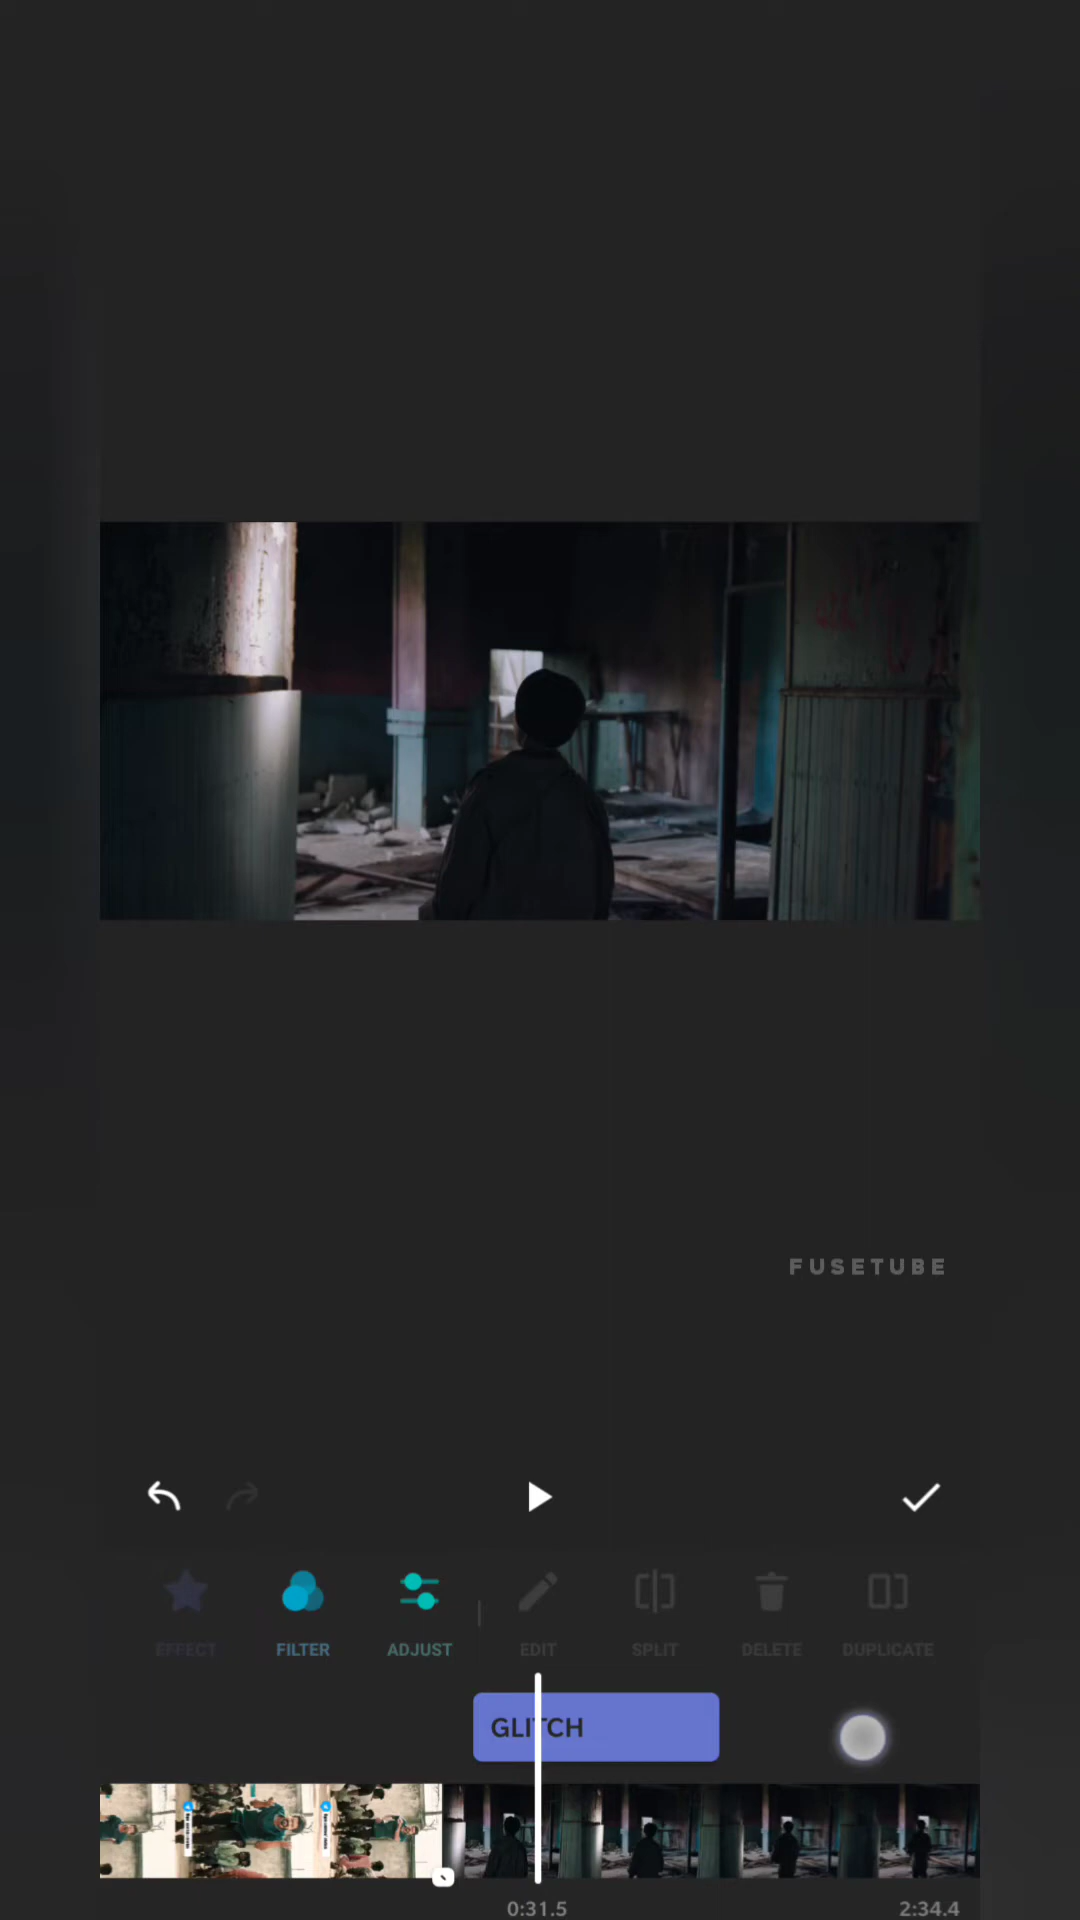 FUSETUBE
EFFECT FILTER ADJUST EDIT SPLIT DELETE DUPLICATE
GLITCH
0:31.5 2:34.4